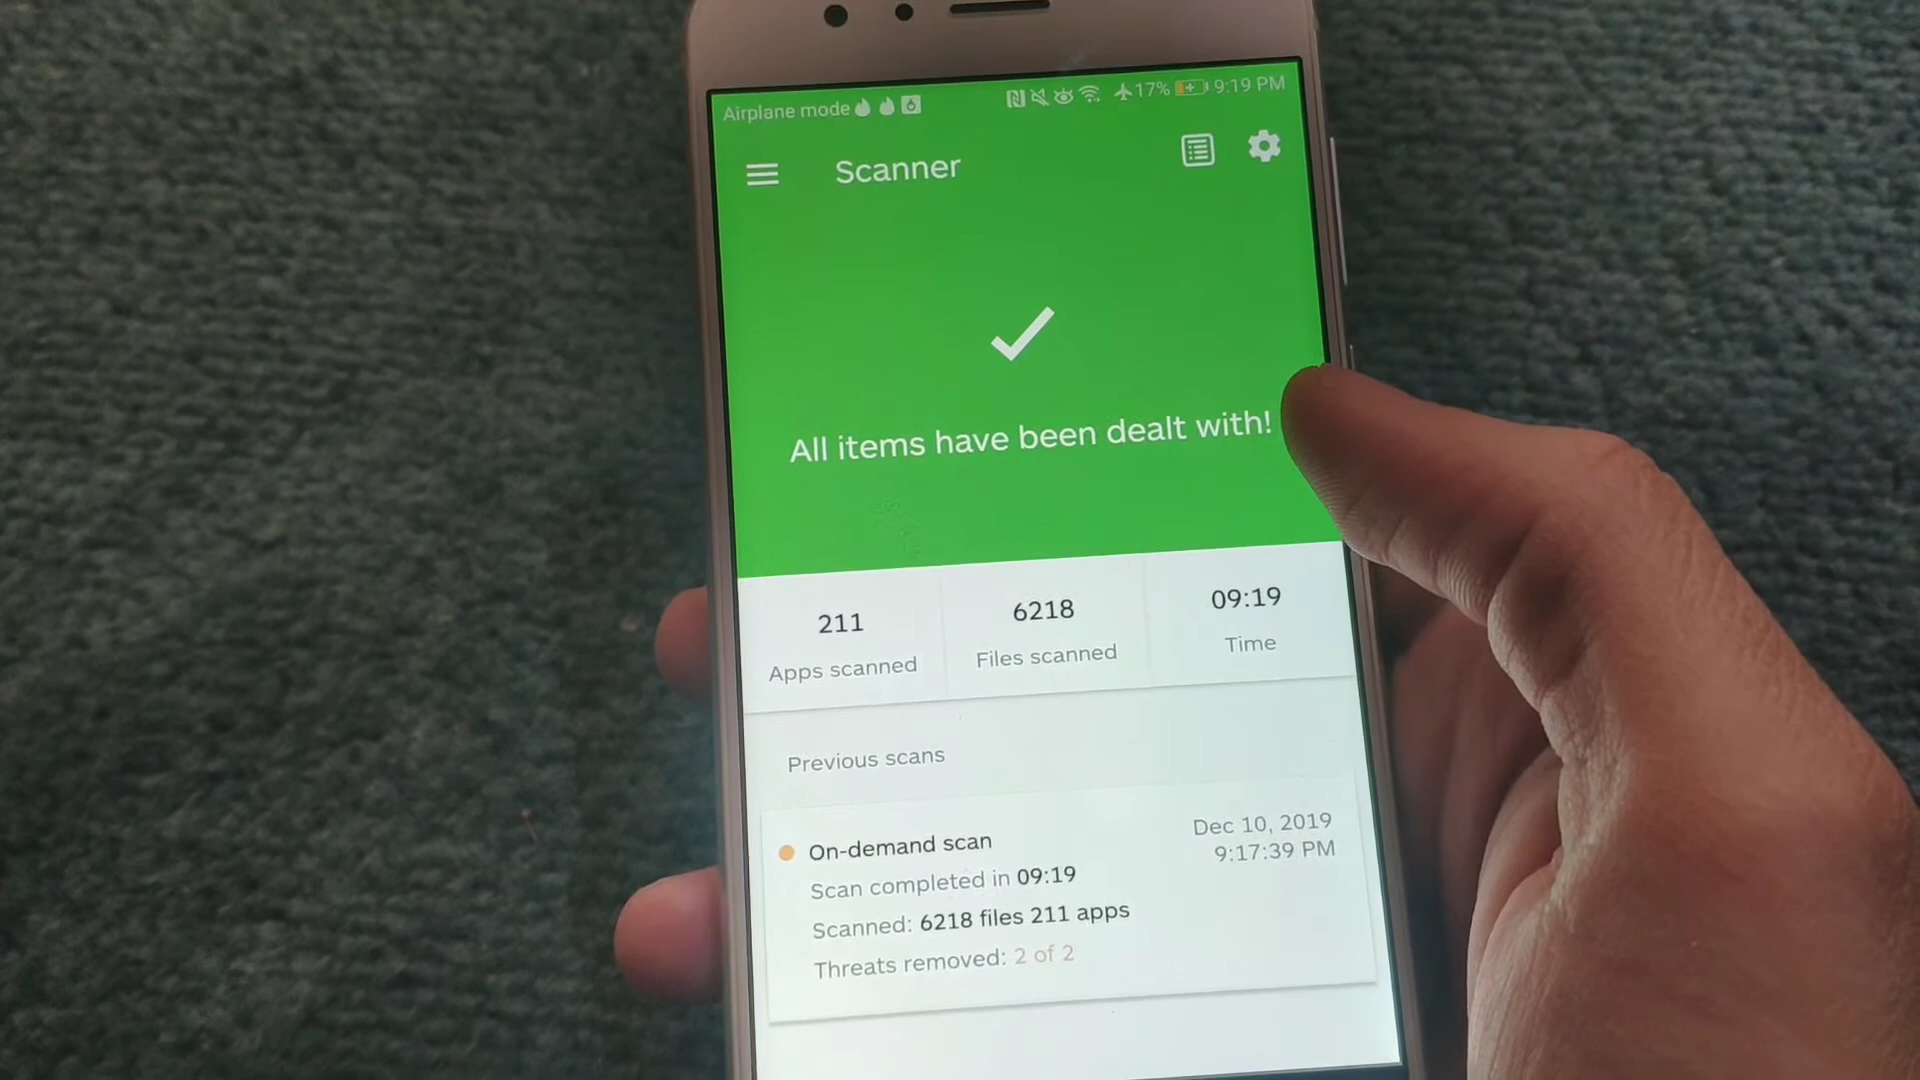 Airplane mode 17% 9:19 PM
Scanner
All items have been dealt with!
211 6218 09:19
Apps scanned Files scanned Time
Previous scans
On-demand scan Dec 10, 2019
9:17:39 PM
Scan completed in 09:19
Scanned: 6218 files 211 apps
Threats removed: 2 of 2